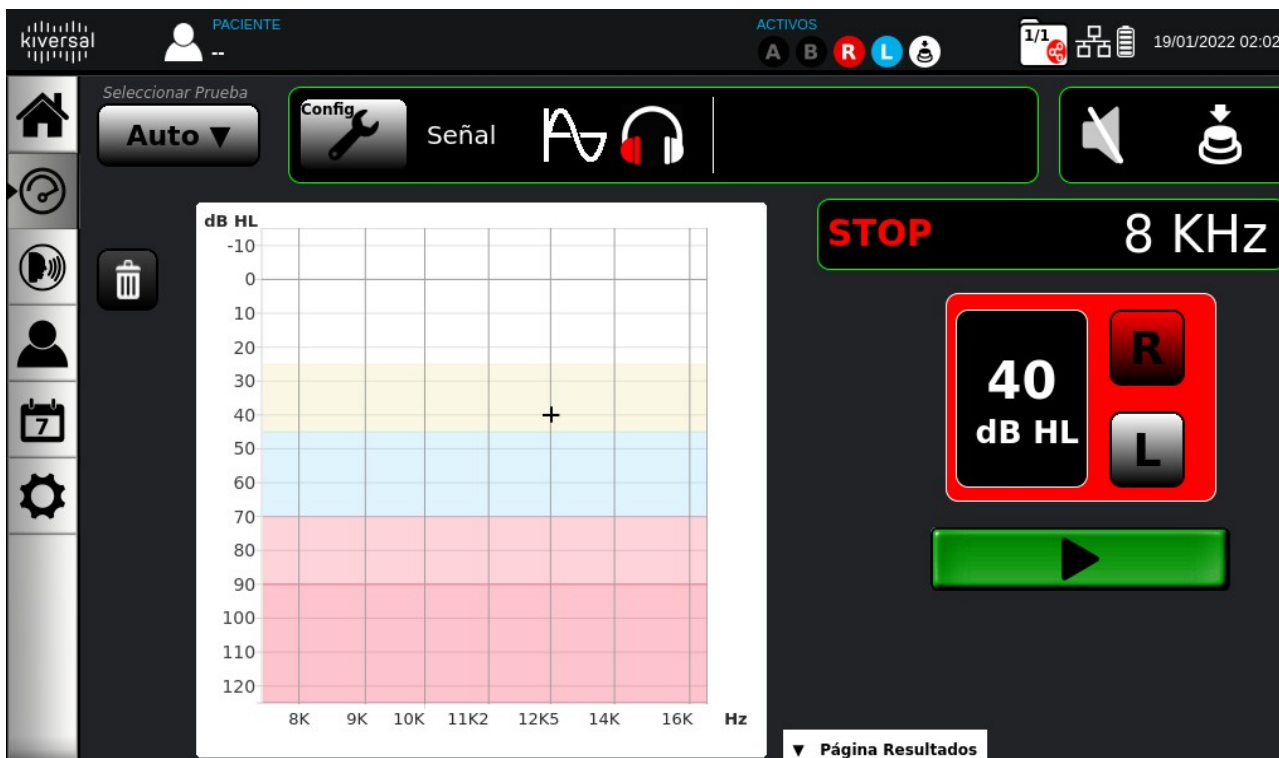 kiversal
PACIENTE
--
ACTIVOS
A B R L
1/1
19/01/2022 02:02
Seleccionar Prueba
Auto ▼
Config
Señal
STOP
8 KHz
dB HL
-10
0
10
20
30
40
50
60
70
80
90
100
110
120
8K 9K 10K 11K2 12K5 14K 16K Hz
40
dB HL
R
L
7
▼ Página Resultados